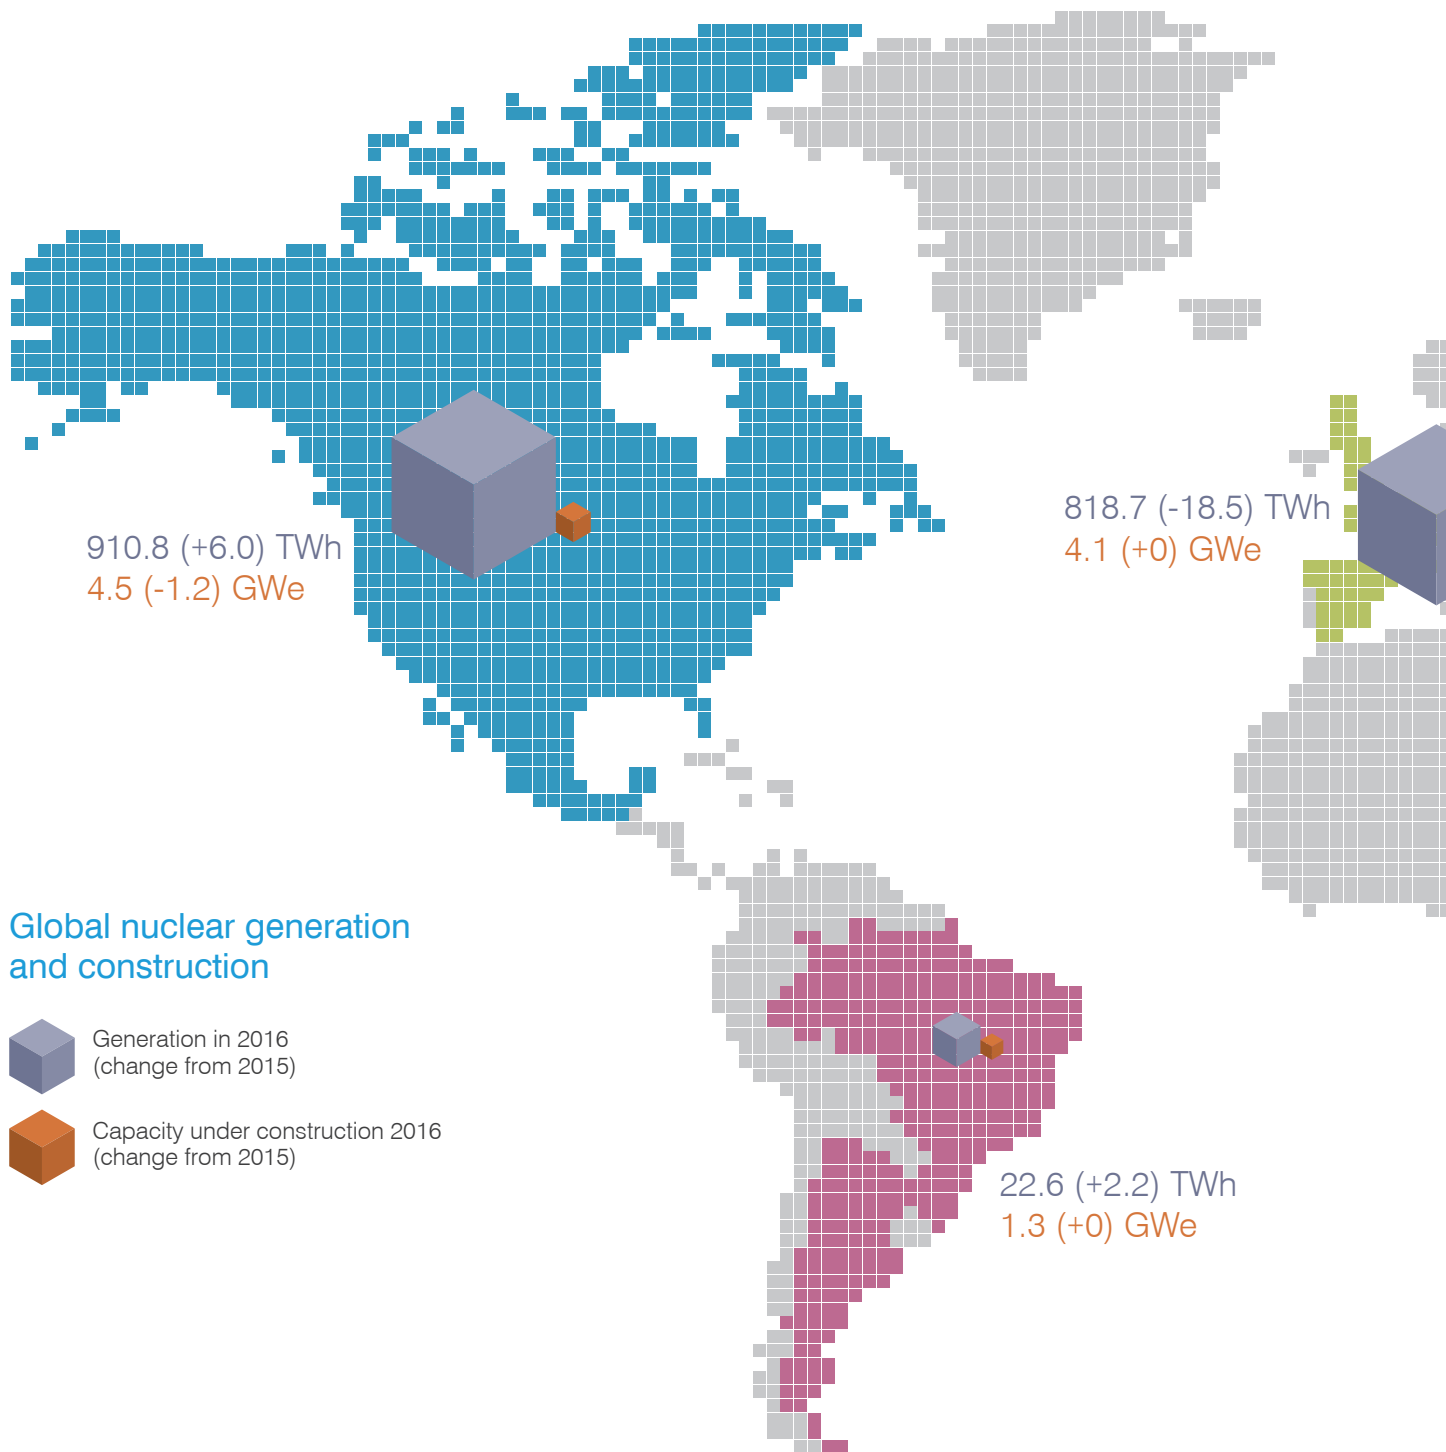 818.7 (-18.5) TWh
4.1 (+0) GWe
910.8 (+6.0) TWh
4.5 (-1.2) GWe
Global nuclear generation
and construction
Generation in 2016
(change from 2015)
Capacity under construction 2016
(change from 2015)
22.6 (+2.2) TWh
1.3 (+0) GWe